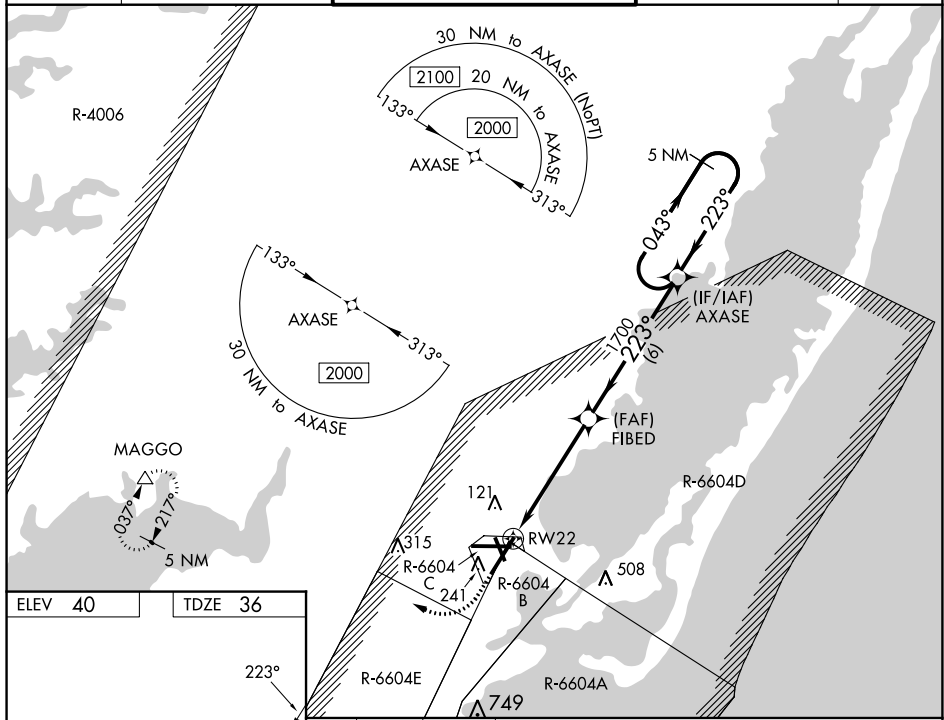 30 NM to AXASE (NoPT)
2100
20 NM to AXASE
2000
133°
AXASE
313°
R-4006
5 NM
043°
223°
(IF/IAF)
AXASE
133°
AXASE
313°
2000
30 NM to AXASE
1700
223°
(6)
(FAF)
FIBED
MAGGO
037°
217°
5 NM
R-6604D
121
RW22
315
R-6604
C
241
R-6604
B
508
ELEV 40
TDZE 36
223°
R-6604E
R-6604A
749